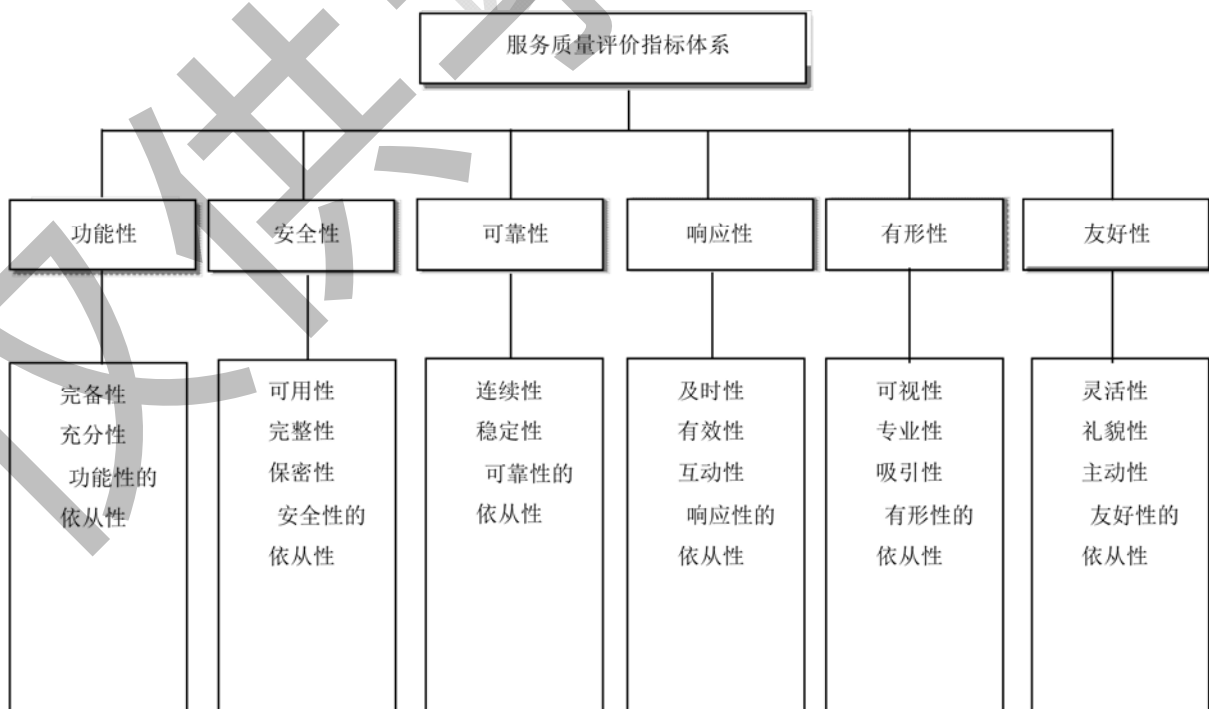 服务质量评价指标体系
功能性
安全性
可靠性
响应性
有形性
友好性
完备性
充分性
功能性的
依从性
可用性
完整性
保密性
安全性的
依从性
连续性
稳定性
可靠性的
依从性
及时性
有效性
互动性
响应性的
依从性
可视性
专业性
吸引性
有形性的
依从性
灵活性
礼貌性
主动性
友好性的
依从性
仅供